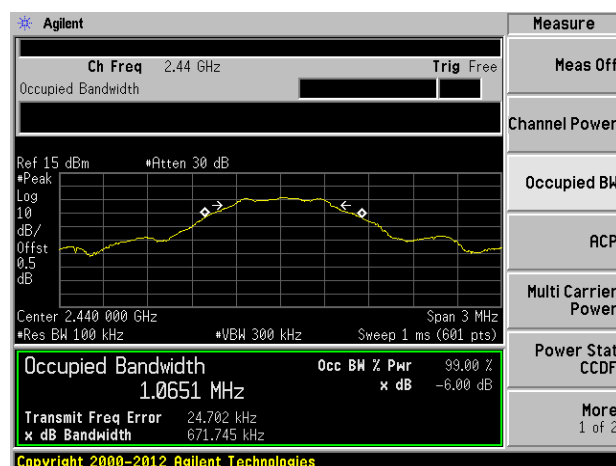 Agilent
Measure
Ch Freq 2.44 GHz Trig Free
Meas Off
Occupied Bandwidth
Channel Power
Ref 15 dBm #Atten 30 dB
#Peak
Log
10
dB/
Offst
0.5
dB
Occupied BW
ACP
Multi Carrier
Power
Center 2.440 000 GHz Span 3 MHz
#Res BW 100 kHz #VBW 300 kHz Sweep 1 ms (601 pts)
Power Stat
CCDF
Occupied Bandwidth
1.0651 MHz
Occ BW % Pwr 99.00 %
x dB -6.00 dB
Transmit Freq Error 24.702 kHz
x dB Bandwidth 671.745 kHz
More
1 of 2
Copyright 2000-2012 Agilent Technologies